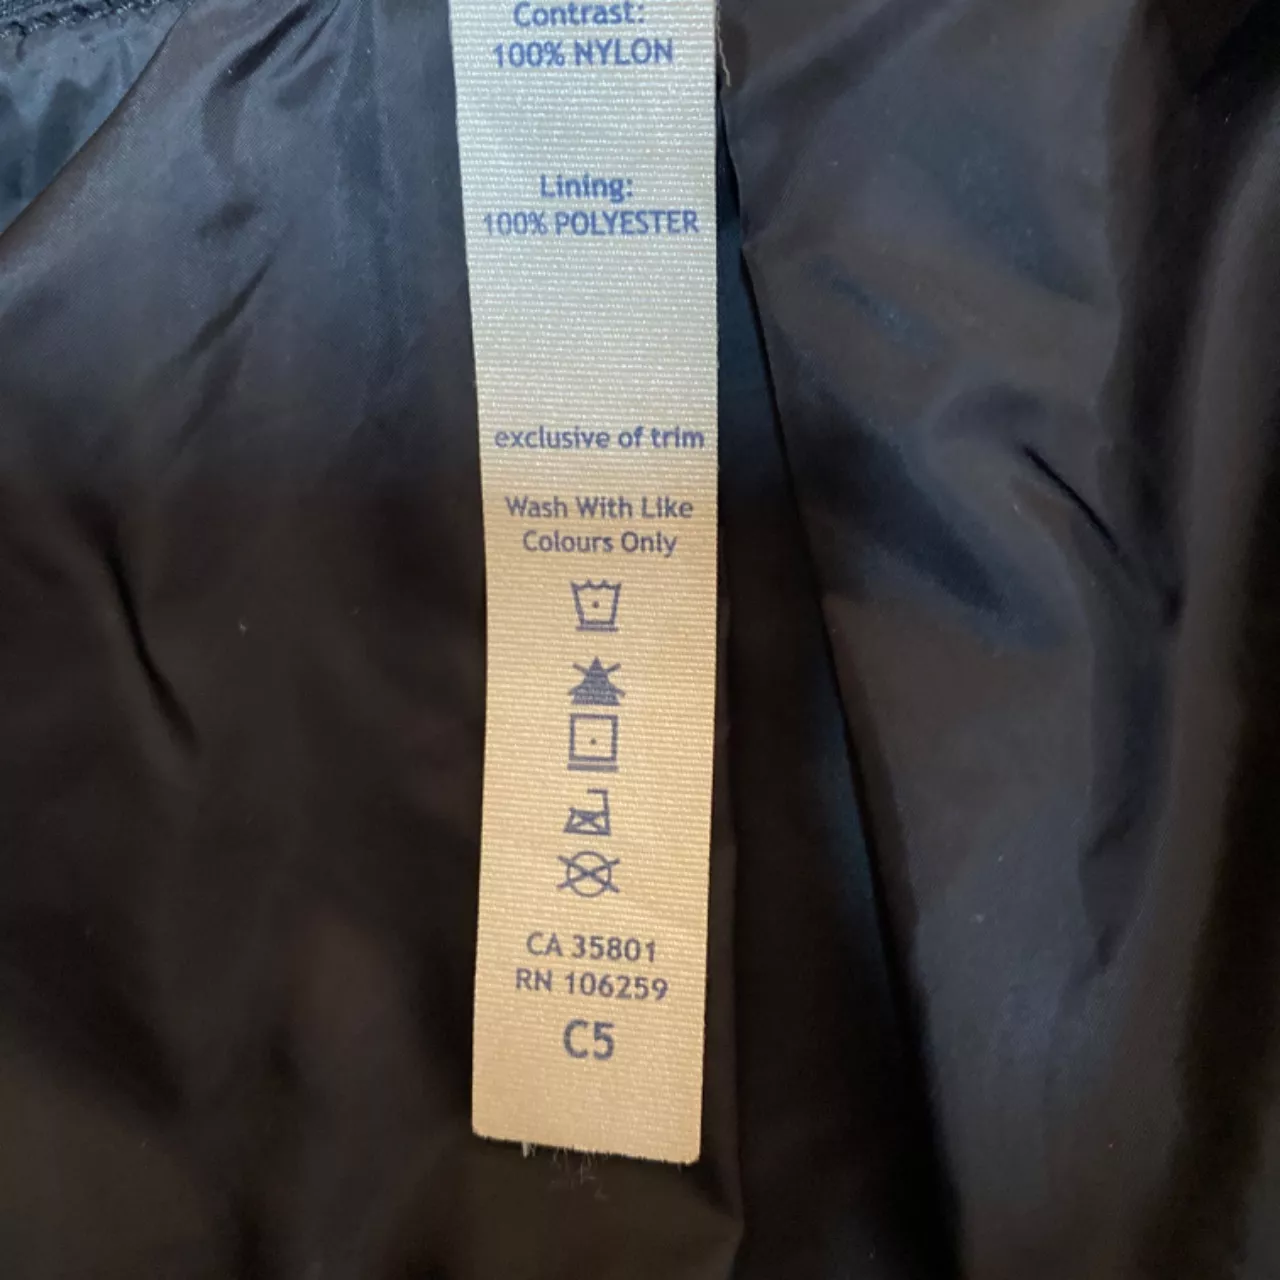 Contrast:
100% NYLON
Lining:
100% POLYESTER
exclusive of trim
Wash With Like
Colours Only
CA 35801
RN 106259
C5